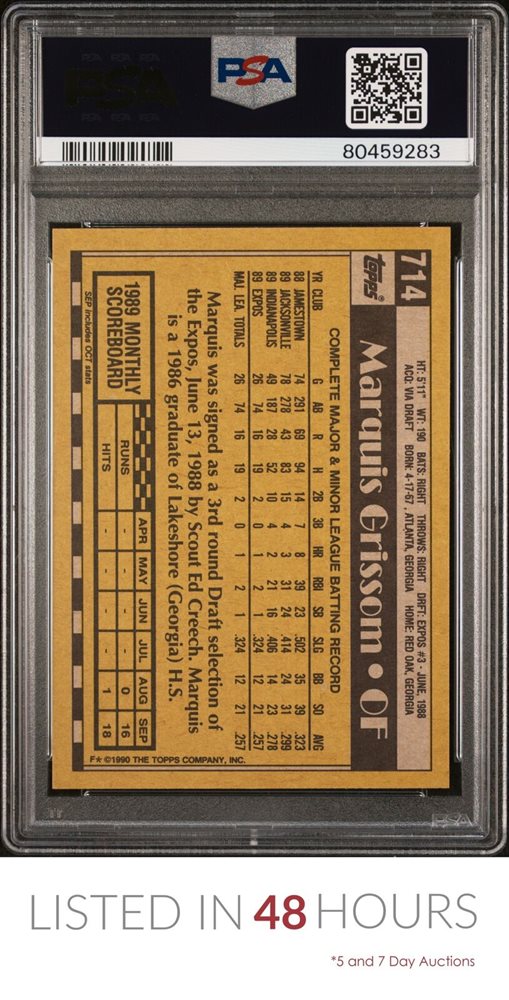 PSA
80459283
714
Topps®
HT: 5'11" WT: 190 BATS: RIGHT THROWS: RIGHT DRFT: EXPOS #3 - JUNE, 1988
ACQ: VIA DRAFT BORN: 4-17-67, ATLANTA, GEORGIA HOME: RED OAK, GEORGIA
Marquis Grissom • OF
COMPLETE MAJOR & MINOR LEAGUE BATTING RECORD
YR CLUB G AB R H 2B 3B HR RBI SB SLG BB SO AVG
88 JAMESTOWN 74 291 69 94 14 7 8 39 23 .502 35 39 .323
89 JACKSONVILLE 78 278 43 83 15 4 3 31 24 .414 24 31 .299
89 INDIANAPOLIS 49 187 28 52 10 4 2 21 16 .406 14 23 .278
89 EXPOS 26 74 16 19 2 0 1 2 1 .324 12 21 .257
MAJ. LEA. TOTALS 26 74 16 19 2 0 1 2 1 .324 12 21 .257
Marquis was signed as a 3rd round Draft selection of
the Expos, June 13, 1988 by Scout Ed Creech. Marquis
is a 1986 graduate of Lakeshore (Georgia) H.S.
1989 MONTHLY
SCOREBOARD
APR MAY JUN JUL AUG SEP
RUNS - - - - 0 16
HITS - - - - 1 18
SEP includes OCT stats
F* ©1990 THE TOPPS COMPANY, INC.
PSA
LISTED IN 48 HOURS
*5 and 7 Day Auctions